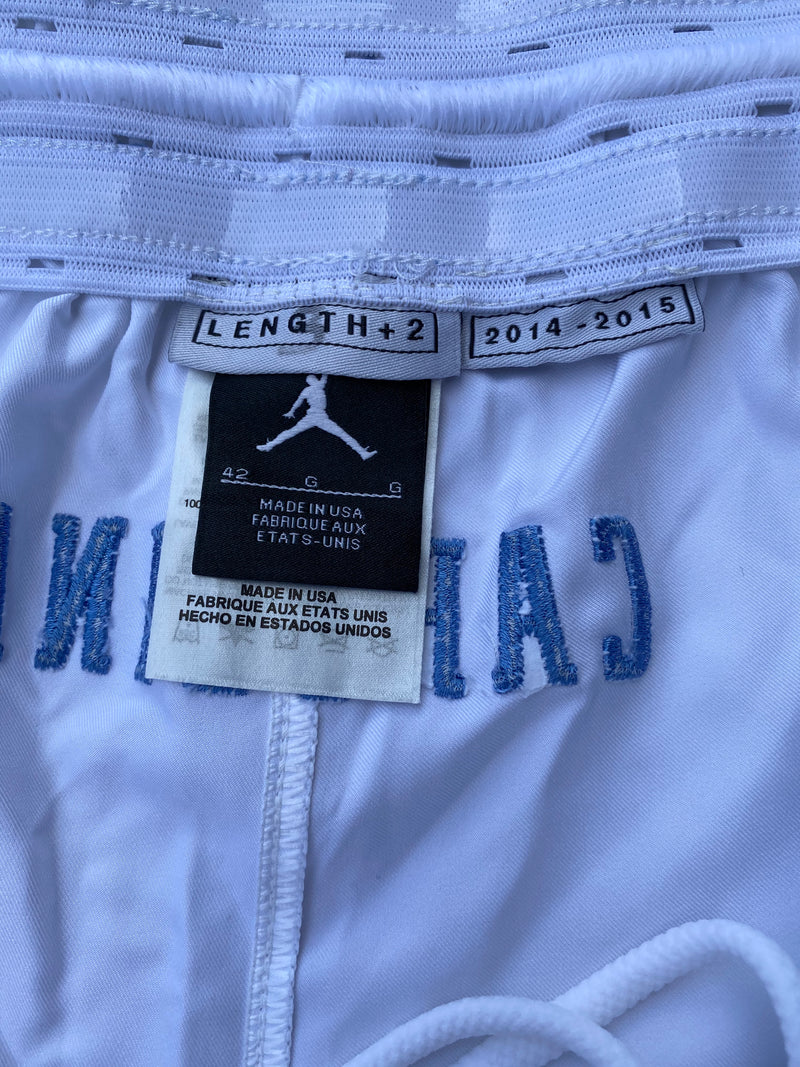 LENGTH+2
2014-2015
42 G G
MADE IN USA
FABRIQUE AUX
ETATS-UNIS
100
MADE IN USA
FABRIQUE AUX ETATS UNIS
HECHO EN ESTADOS UNIDOS